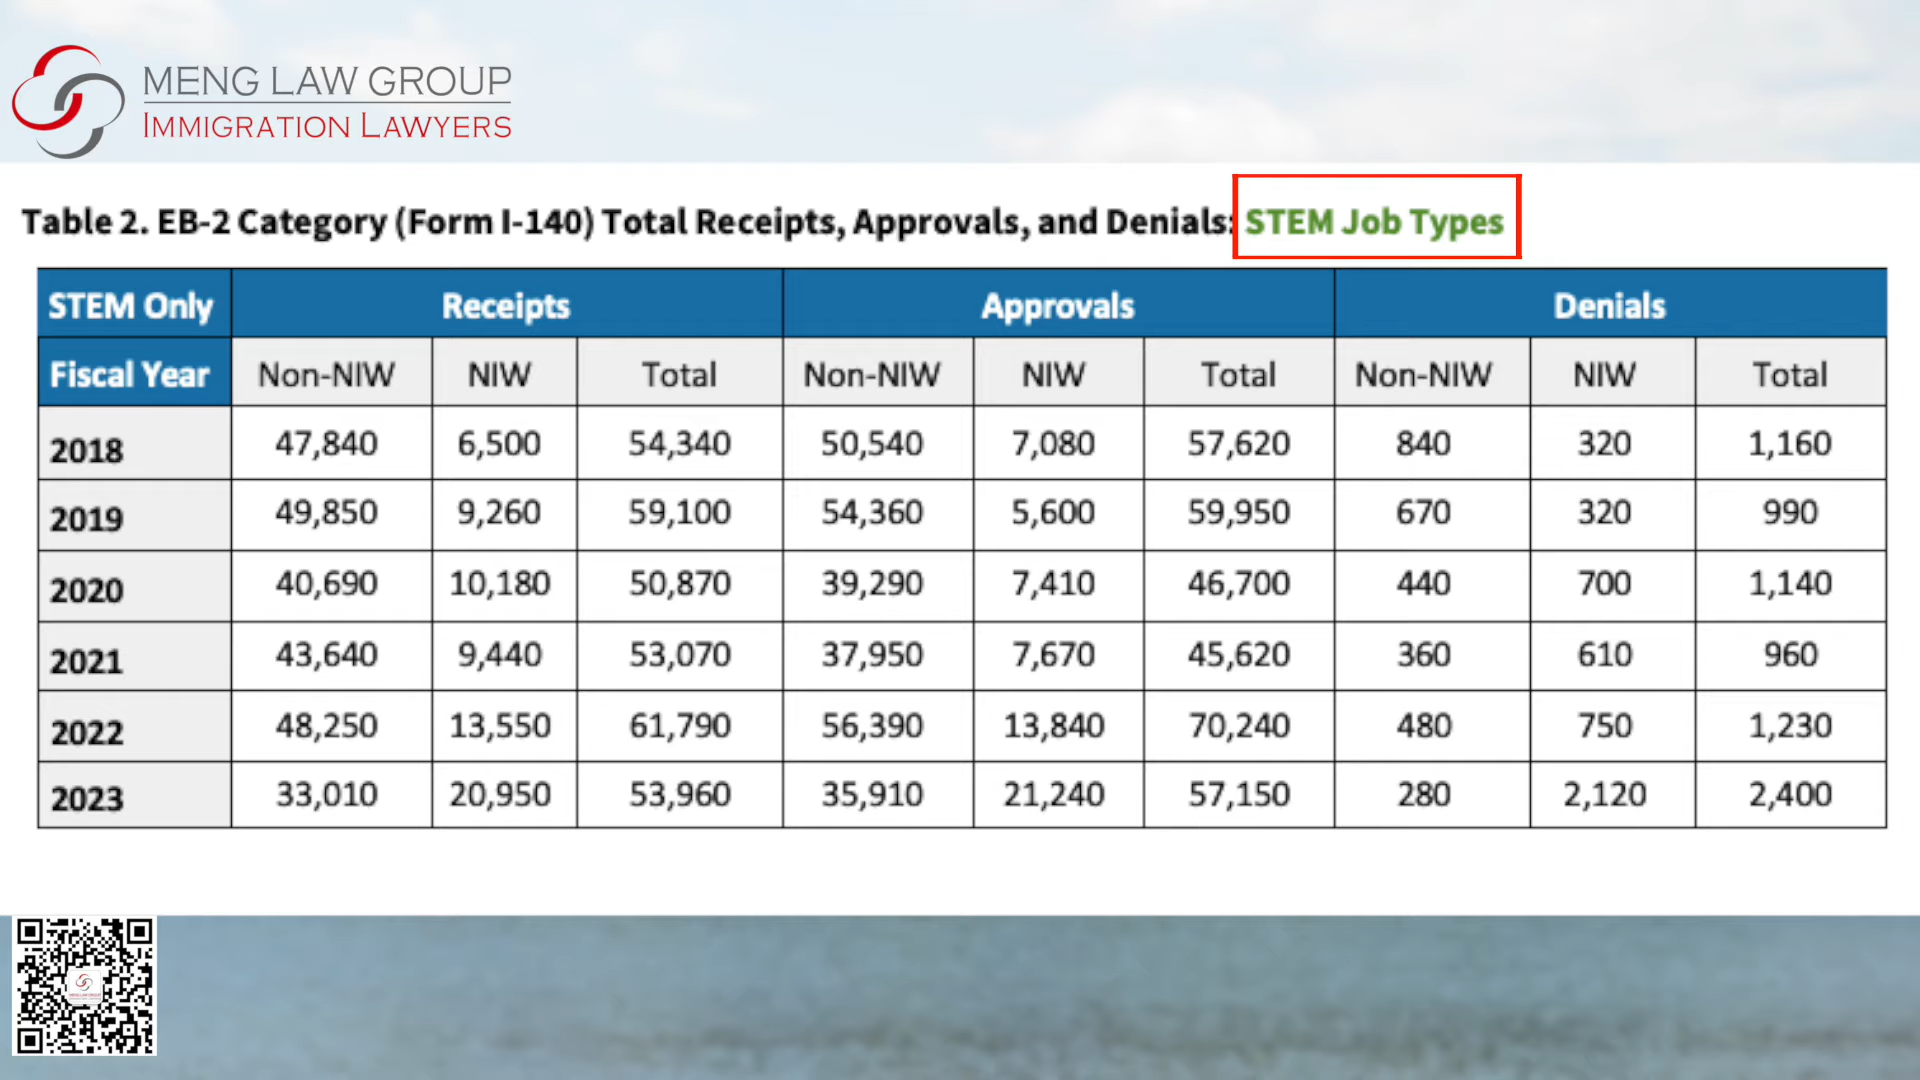 MENG LAW GROUP
IMMIGRATION LAWYERS
Table 2. EB-2 Category (Form I-140) Total Receipts, Approvals, and Denials: STEM Job Types
STEM Only Receipts Approvals Denials
Fiscal Year Non-NIW NIW Total Non-NIW NIW Total Non-NIW NIW Total
2018 47,840 6,500 54,340 50,540 7,080 57,620 840 320 1,160
2019 49,850 9,260 59,100 54,360 5,600 59,950 670 320 990
2020 40,690 10,180 50,870 39,290 7,410 46,700 440 700 1,140
2021 43,640 9,440 53,070 37,950 7,670 45,620 360 610 960
2022 48,250 13,550 61,790 56,390 13,840 70,240 480 750 1,230
2023 33,010 20,950 53,960 35,910 21,240 57,150 280 2,120 2,400